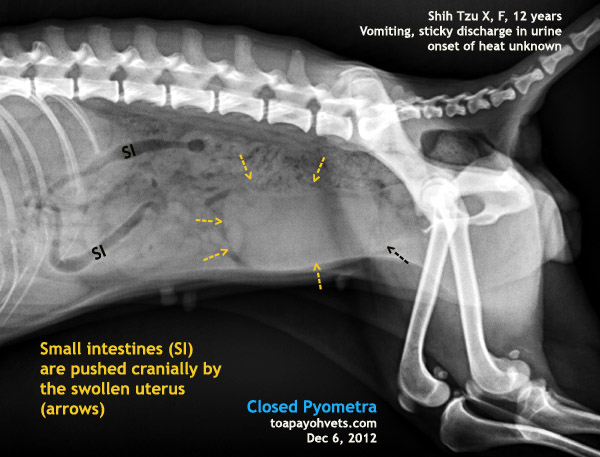 Shih Tzu X, F, 12 years
Vomiting, sticky discharge in urine
onset of heat unknown
SI
SI
Small intestines (SI)
are pushed cranially by
the swollen uterus
(arrows)
Closed Pyometra
toapayohvets.com
Dec 6, 2012